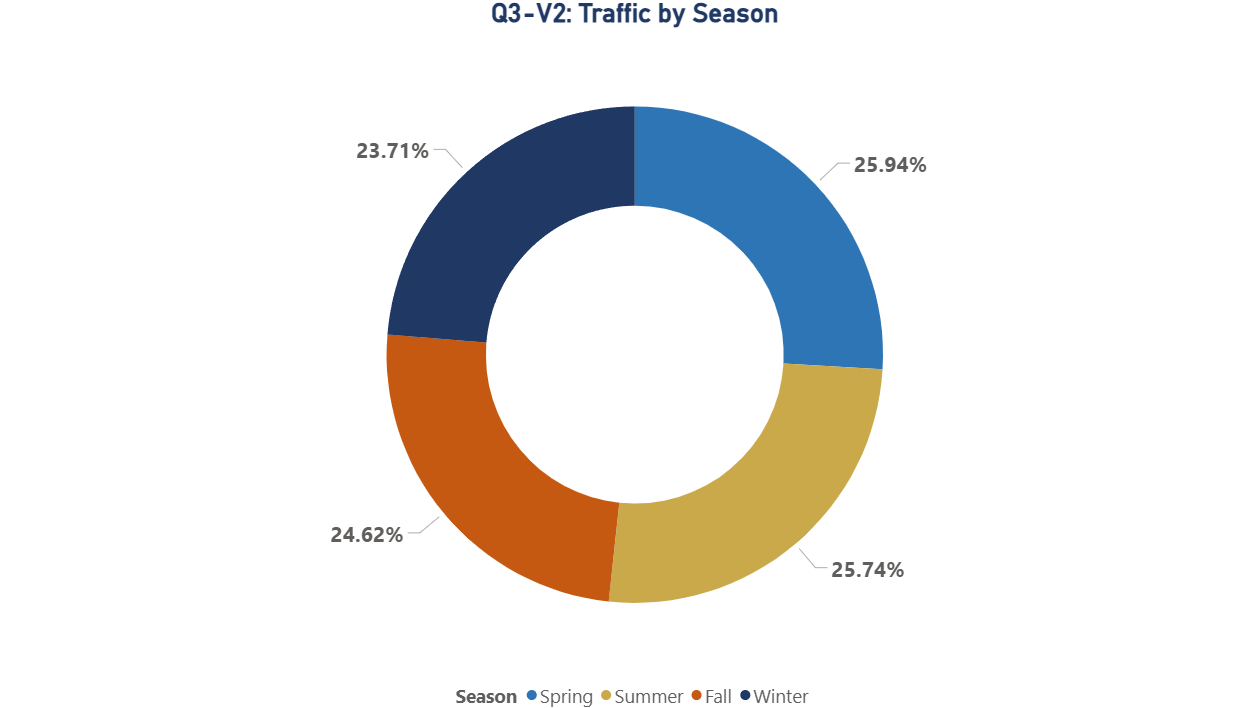 Q3-V2: Traffic by Season
23.71%
25.94%
24.62%
25.74%
Season Spring Summer Fall Winter